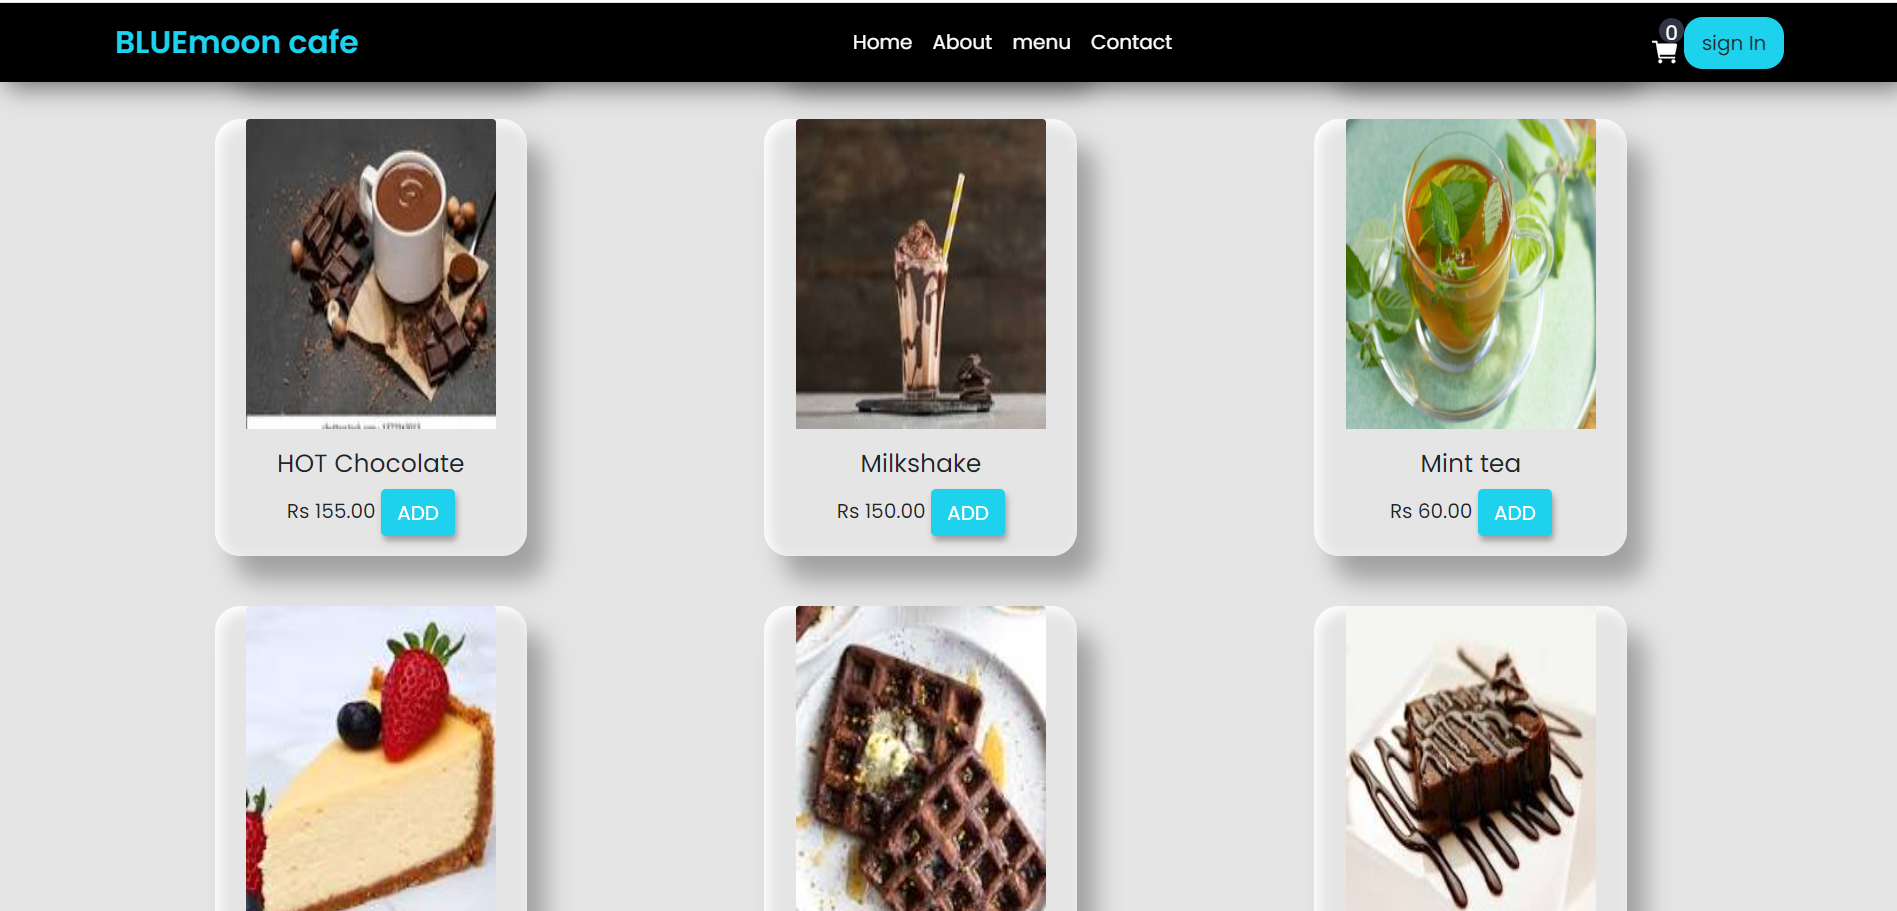 BLUEmoon cafe
Home About menu Contact
0
sign In
HOT Chocolate
Rs 155.00 ADD
Milkshake
Rs 150.00 ADD
Mint tea
Rs 60.00 ADD